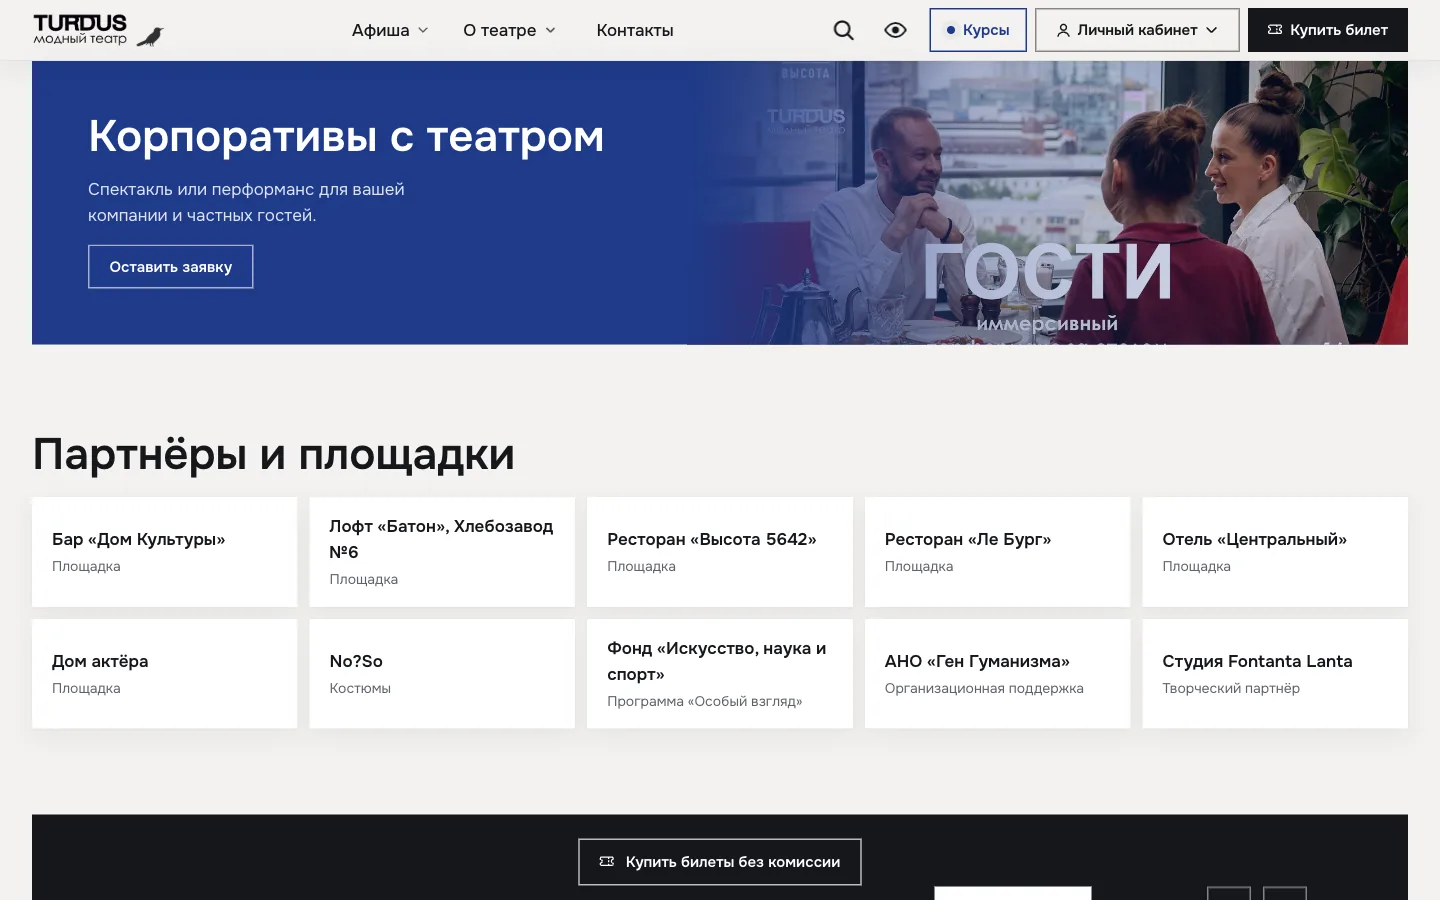 TURDUS
модный театр
Афиша
О театре
Контакты
Курсы
Личный кабинет
Купить билет
Корпоративы с театром
Спектакль или перформанс для вашей
компании и частных гостей.
Оставить заявку
ВЫСОТА
TURDUS
модный театр
ГОСТИ
иммерсивный
Партнёры и площадки
Бар «Дом Культуры»
Площадка
Лофт «Батон», Хлебозавод
№6
Площадка
Ресторан «Высота 5642»
Площадка
Ресторан «Ле Бург»
Площадка
Отель «Центральный»
Площадка
Дом актёра
Площадка
No?So
Костюмы
Фонд «Искусство, наука и
спорт»
Программа «Особый взгляд»
АНО «Ген Гуманизма»
Организационная поддержка
Студия Fontanta Lanta
Творческий партнёр
Купить билеты без комиссии